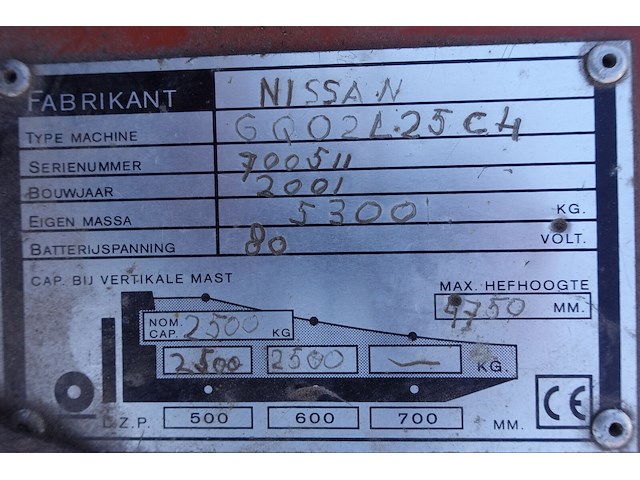 FABRIKANT NISSAN
TYPE MACHINE GQ02L25CH
SERIENUMMER 700511
BOUWJAAR 2001
EIGEN MASSA 5300 KG.
BATTERIJSPANNING 80 VOLT.
CAP. BIJ VERTIKALE MAST MAX. HEFHOOGTE
4750 MM.
NOM. CAP. 2500 KG
2500 2500 — KG.
L.Z.P. 500 600 700 MM.
CE